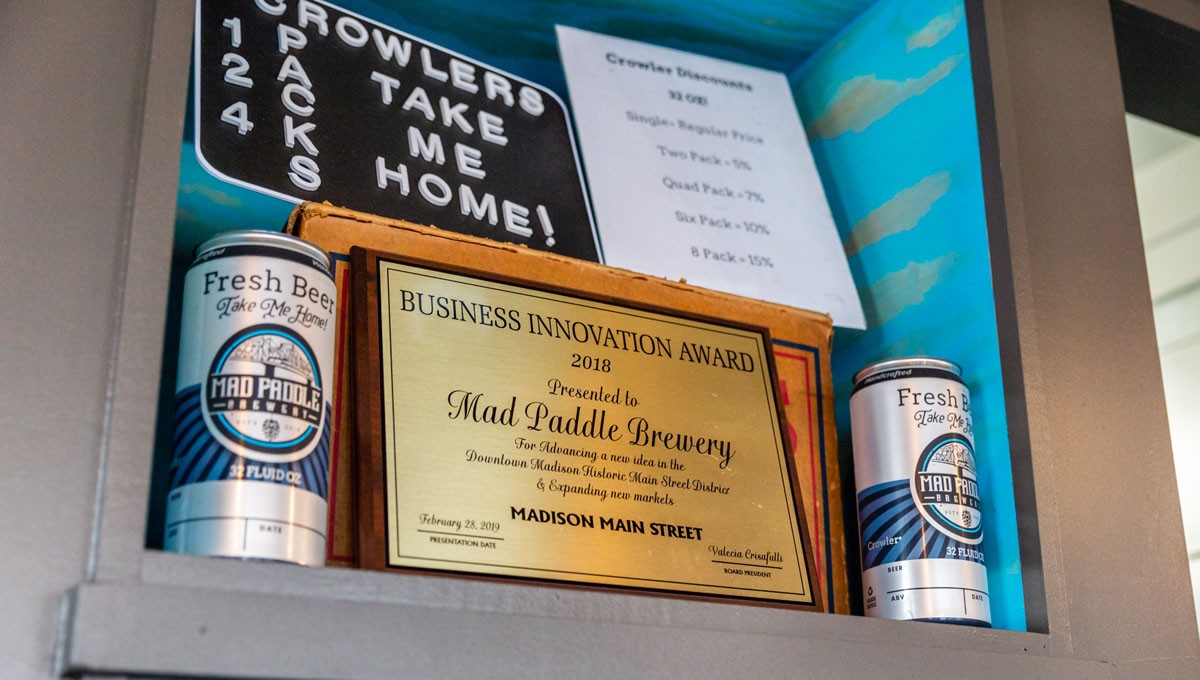 CROWLERS
1 P TAKE
2 A ME
4 C HOME!
K
S
Crowler Discounts
32 OZ!
Single= Regular Price
Two Pack = 5%
Quad Pack = 7%
Six Pack = 10%
8 Pack = 15%
Fresh Beer
Take Me Home!
MAD PADDLE
BREWERY
32 FLUID OZ
DATE
BUSINESS INNOVATION AWARD
2018
Presented to
Mad Paddle Brewery
For Advancing a new idea in the
Downtown Madison Historic Main Street District
& Expanding new markets
MADISON MAIN STREET
February 28, 2019
PRESENTATION DATE
Valecia Crisafulli
BOARD PRESIDENT
Handcrafted
Fresh Be
Take Me Ho
MAD PADD
BREWE
Crowler
32 FLUID OZ
BEER
ABV
DATE